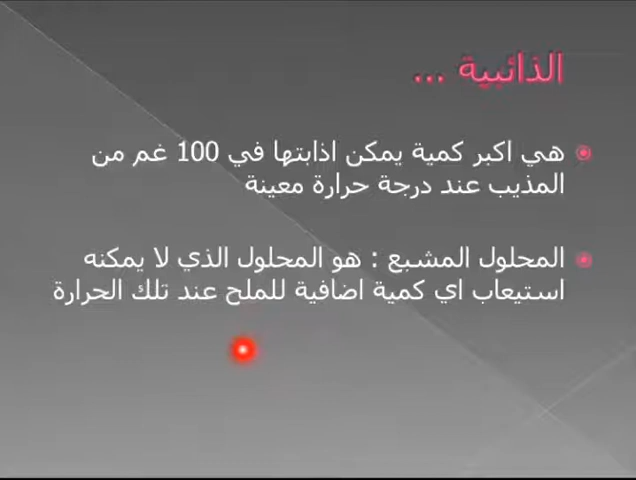 الذائبية ...
هي اكبر كمية يمكن اذابتها في 100 غم من
المذيب عند درجة حرارة معينة
المحلول المشبع : هو المحلول الذي لا يمكنه
استيعاب اي كمية اضافية للملح عند تلك الحرارة